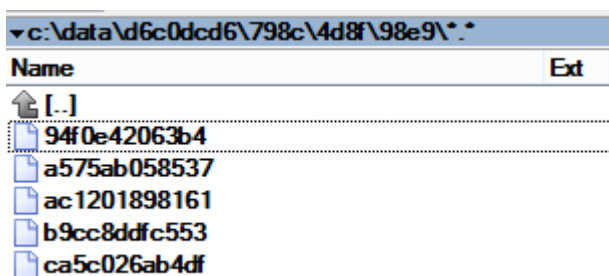 c:\data\d6c0dcd6\798c\4d8f\98e9\*.*
Name Ext
[..]
94f0e42063b4
a575ab058537
ac1201898161
b9cc8ddfc553
ca5c026ab4df